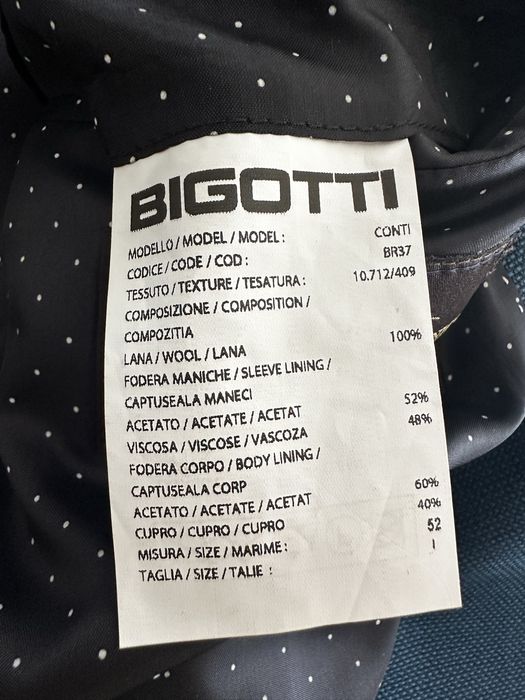 BIGOTTI
MODELLO / MODEL / MODEL : CONTI
CODICE / CODE / COD : BR37
TESSUTO / TEXTURE / TESATURA : 10.712/409
COMPOSIZIONE / COMPOSITION /
COMPOZITIA
LANA / WOOL / LANA 100%
FODERA MANICHE / SLEEVE LINING /
CAPTUSEALA MANECI
ACETATO / ACETATE / ACETAT 52%
VISCOSA / VISCOSE / VASCOZA 48%
FODERA CORPO / BODY LINING /
CAPTUSEALA CORP
ACETATO / ACETATE / ACETAT 60%
CUPRO / CUPRO / CUPRO 40%
MISURA / SIZE / MARIME : 52
TAGLIA / SIZE / TALIE : I